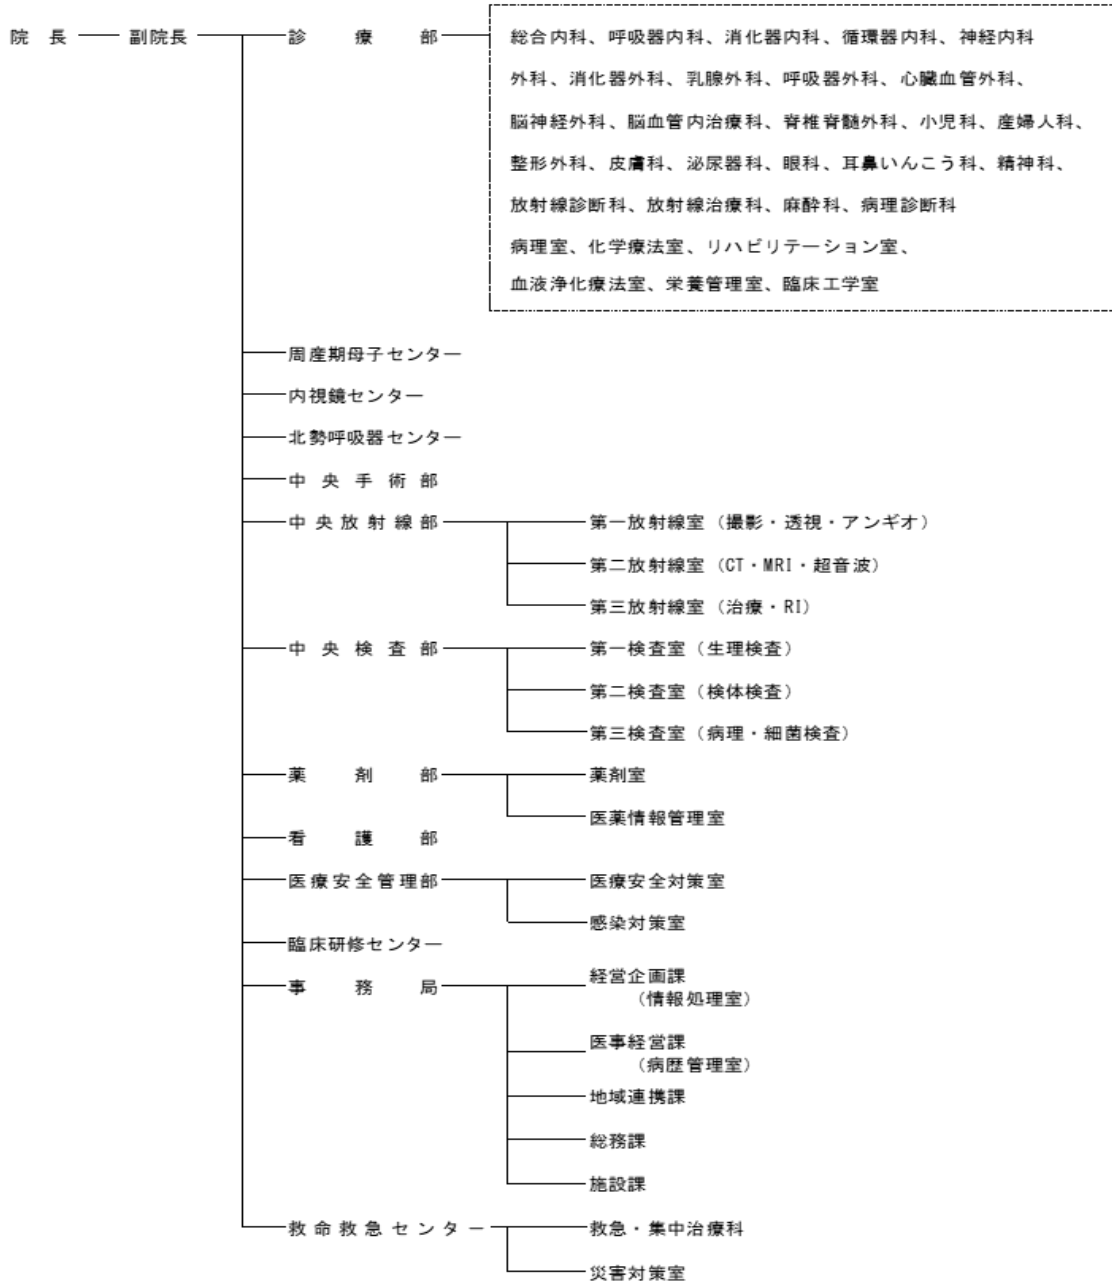 院長 副院長 診療部 総合内科、呼吸器内科、消化器内科、循環器内科、神経内科
外科、消化器外科、乳腺外科、呼吸器外科、心臓血管外科、
脳神経外科、脳血管内治療科、脊椎脊髄外科、小児科、産婦人科、
整形外科、皮膚科、泌尿器科、眼科、耳鼻いんこう科、精神科、
放射線診断科、放射線治療科、麻酔科、病理診断科
病理室、化学療法室、リハビリテーション室、
血液浄化療法室、栄養管理室、臨床工学室
周産期母子センター
内視鏡センター
北勢呼吸器センター
中央手術部
中央放射線部 第一放射線室（撮影・透視・アンギオ）
第二放射線室（CT・MRI・超音波）
第三放射線室（治療・RI）
中央検査部 第一検査室（生理検査）
第二検査室（検体検査）
第三検査室（病理・細菌検査）
薬剤部 薬剤室
医薬情報管理室
看護部
医療安全管理部 医療安全対策室
感染対策室
臨床研修センター
事務局 経営企画課
（情報処理室）
医事経営課
（病歴管理室）
地域連携課
総務課
施設課
救命救急センター 救急・集中治療科
災害対策室